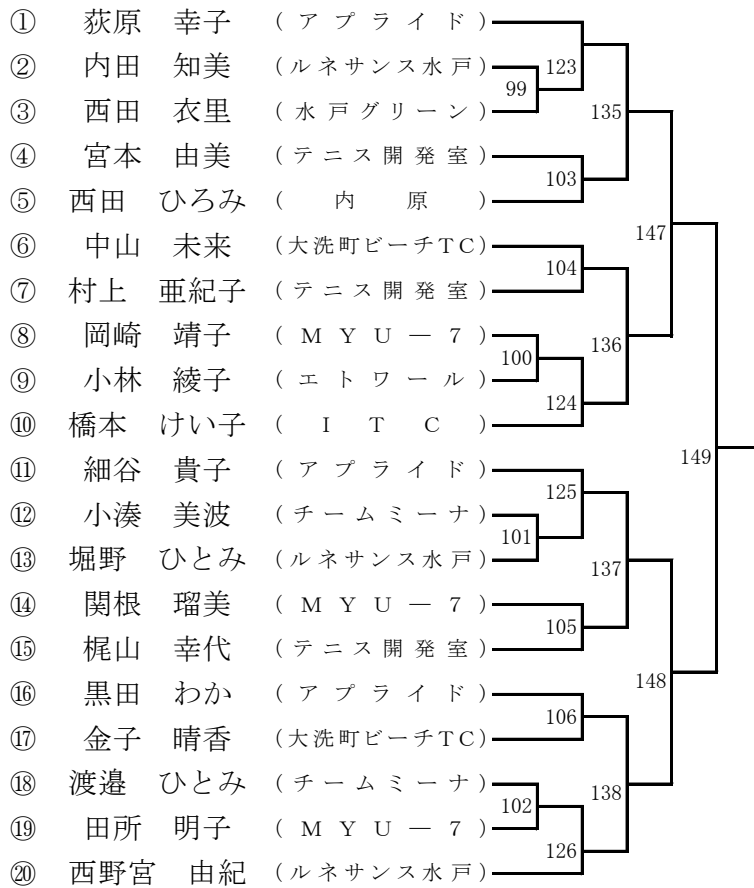 ① 荻原 幸子 (アプライド)
② 内田 知美 (ルネサンス水戸)
123
99
③ 西田 衣里 (水戸グリーン)
135
④ 宮本 由美 (テニス開発室)
103
⑤ 西田 ひろみ (内原)
147
⑥ 中山 未来 (大洗町ビーチTC)
104
⑦ 村上 亜紀子 (テニス開発室)
⑧ 岡崎 靖子 (MYU―7)
136
100
⑨ 小林 綾子 (エトワール)
124
⑩ 橋本 けい子 (ITC)
149
⑪ 細谷 貴子 (アプライド)
125
⑫ 小湊 美波 (チームミーナ)
101
⑬ 堀野 ひとみ (ルネサンス水戸)
137
⑭ 関根 瑠美 (MYU―7)
105
⑮ 梶山 幸代 (テニス開発室)
148
⑯ 黒田 わか (アプライド)
106
⑰ 金子 晴香 (大洗町ビーチTC)
⑱ 渡邉 ひとみ (チームミーナ)
138
102
⑲ 田所 明子 (MYU―7)
126
⑳ 西野宮 由紀 (ルネサンス水戸)